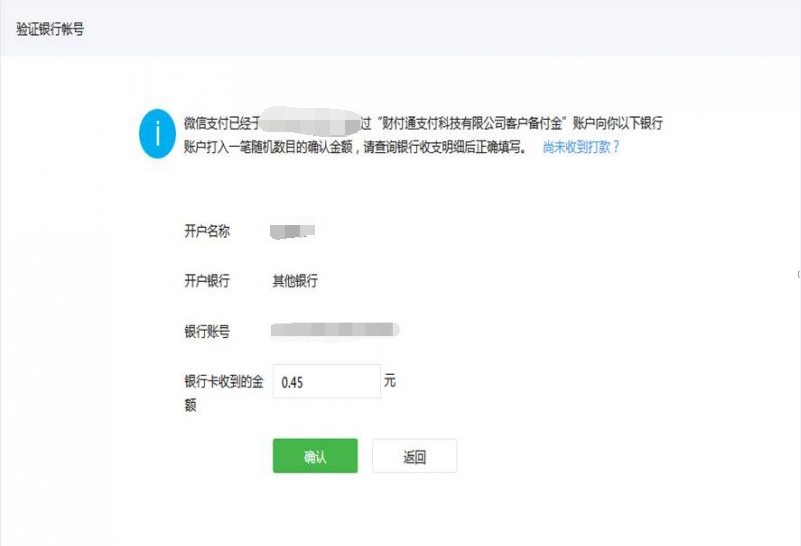 验证银行帐号
微信支付已经于 过“财付通支付科技有限公司客户备付金”账户向你以下银行
账户打入一笔随机数目的确认金额，请查询银行收支明细后正确填写。 尚未收到打款？
开户名称
开户银行 其他银行
银行账号
银行卡收到的金 0.45 元
额
确认 返回